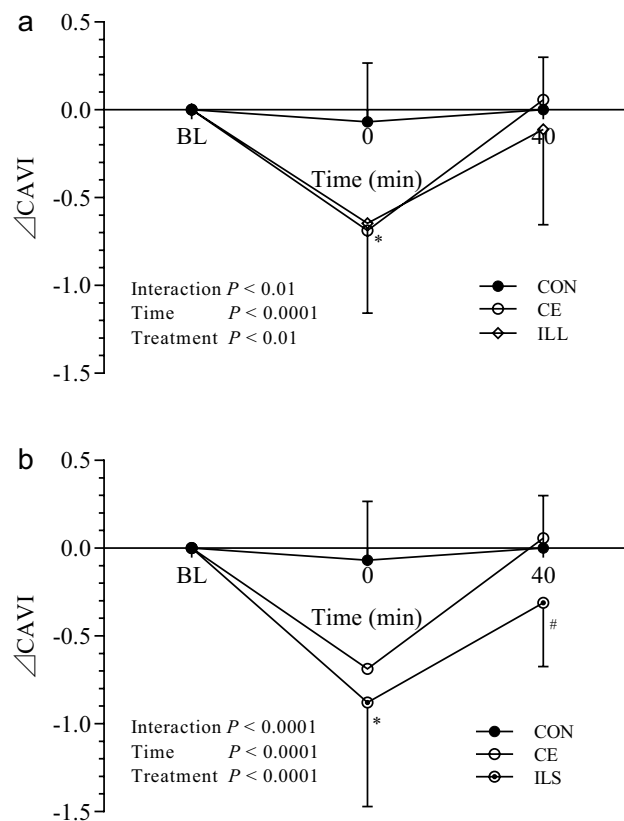 a
0.5
0.0
BL
0
40
Time (min)
-0.5
⊿CAVI
*
-1.0
Interaction P < 0.01
Time P < 0.0001
Treatment P < 0.01
CON
CE
ILL
-1.5
b
0.5
0.0
BL
0
40
Time (min)
-0.5
⊿CAVI
#
*
-1.0
Interaction P < 0.0001
Time P < 0.0001
Treatment P < 0.0001
CON
CE
ILS
-1.5